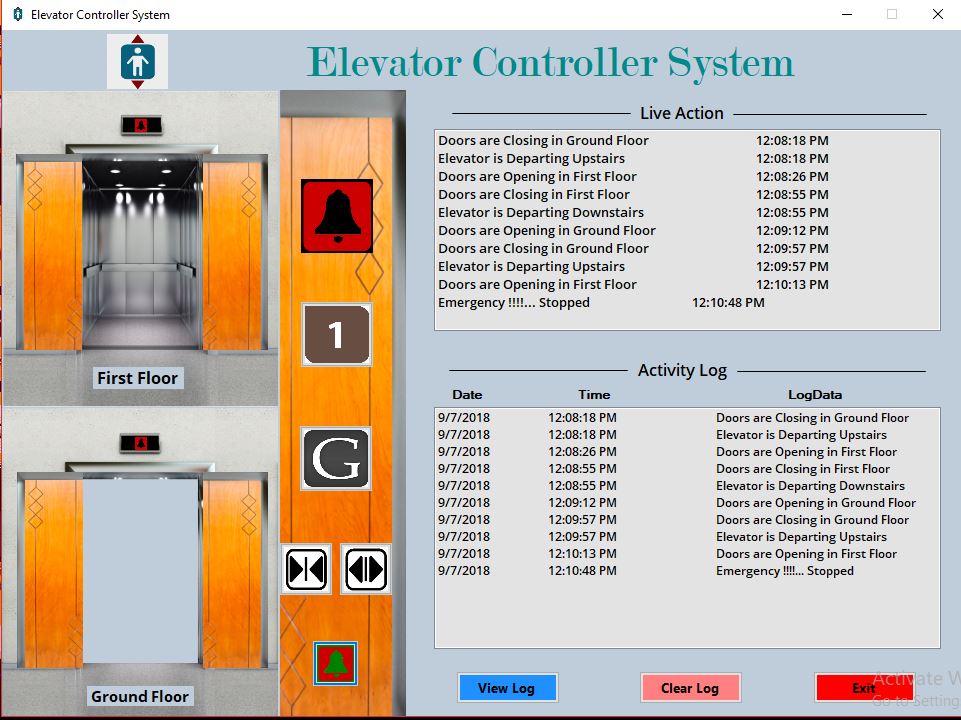 Elevator Controller System
Elevator Controller System
Live Action
Doors are Closing in Ground Floor 12:08:18 PM
Elevator is Departing Upstairs 12:08:18 PM
Doors are Opening in First Floor 12:08:26 PM
Doors are Closing in First Floor 12:08:55 PM
Elevator is Departing Downstairs 12:08:55 PM
Doors are Opening in Ground Floor 12:09:12 PM
Doors are Closing in Ground Floor 12:09:57 PM
Elevator is Departing Upstairs 12:09:57 PM
Doors are Opening in First Floor 12:10:13 PM
Emergency !!!!... Stopped 12:10:48 PM
1
First Floor
G
Ground Floor
Activity Log
Date Time LogData
9/7/2018 12:08:18 PM Doors are Closing in Ground Floor
9/7/2018 12:08:18 PM Elevator is Departing Upstairs
9/7/2018 12:08:26 PM Doors are Opening in First Floor
9/7/2018 12:08:55 PM Doors are Closing in First Floor
9/7/2018 12:08:55 PM Elevator is Departing Downstairs
9/7/2018 12:09:12 PM Doors are Opening in Ground Floor
9/7/2018 12:09:57 PM Doors are Closing in Ground Floor
9/7/2018 12:09:57 PM Elevator is Departing Upstairs
9/7/2018 12:10:13 PM Doors are Opening in First Floor
9/7/2018 12:10:48 PM Emergency !!!!... Stopped
View Log
Clear Log
Exit
Activate W
Go to Setting